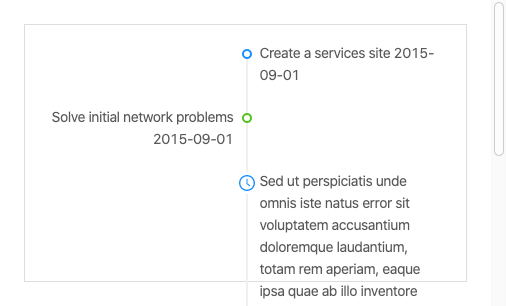 Create a services site 2015-
09-01
Solve initial network problems
2015-09-01
Sed ut perspiciatis unde
omnis iste natus error sit
voluptatem accusantium
doloremque laudantium,
totam rem aperiam, eaque
ipsa quae ab illo inventore